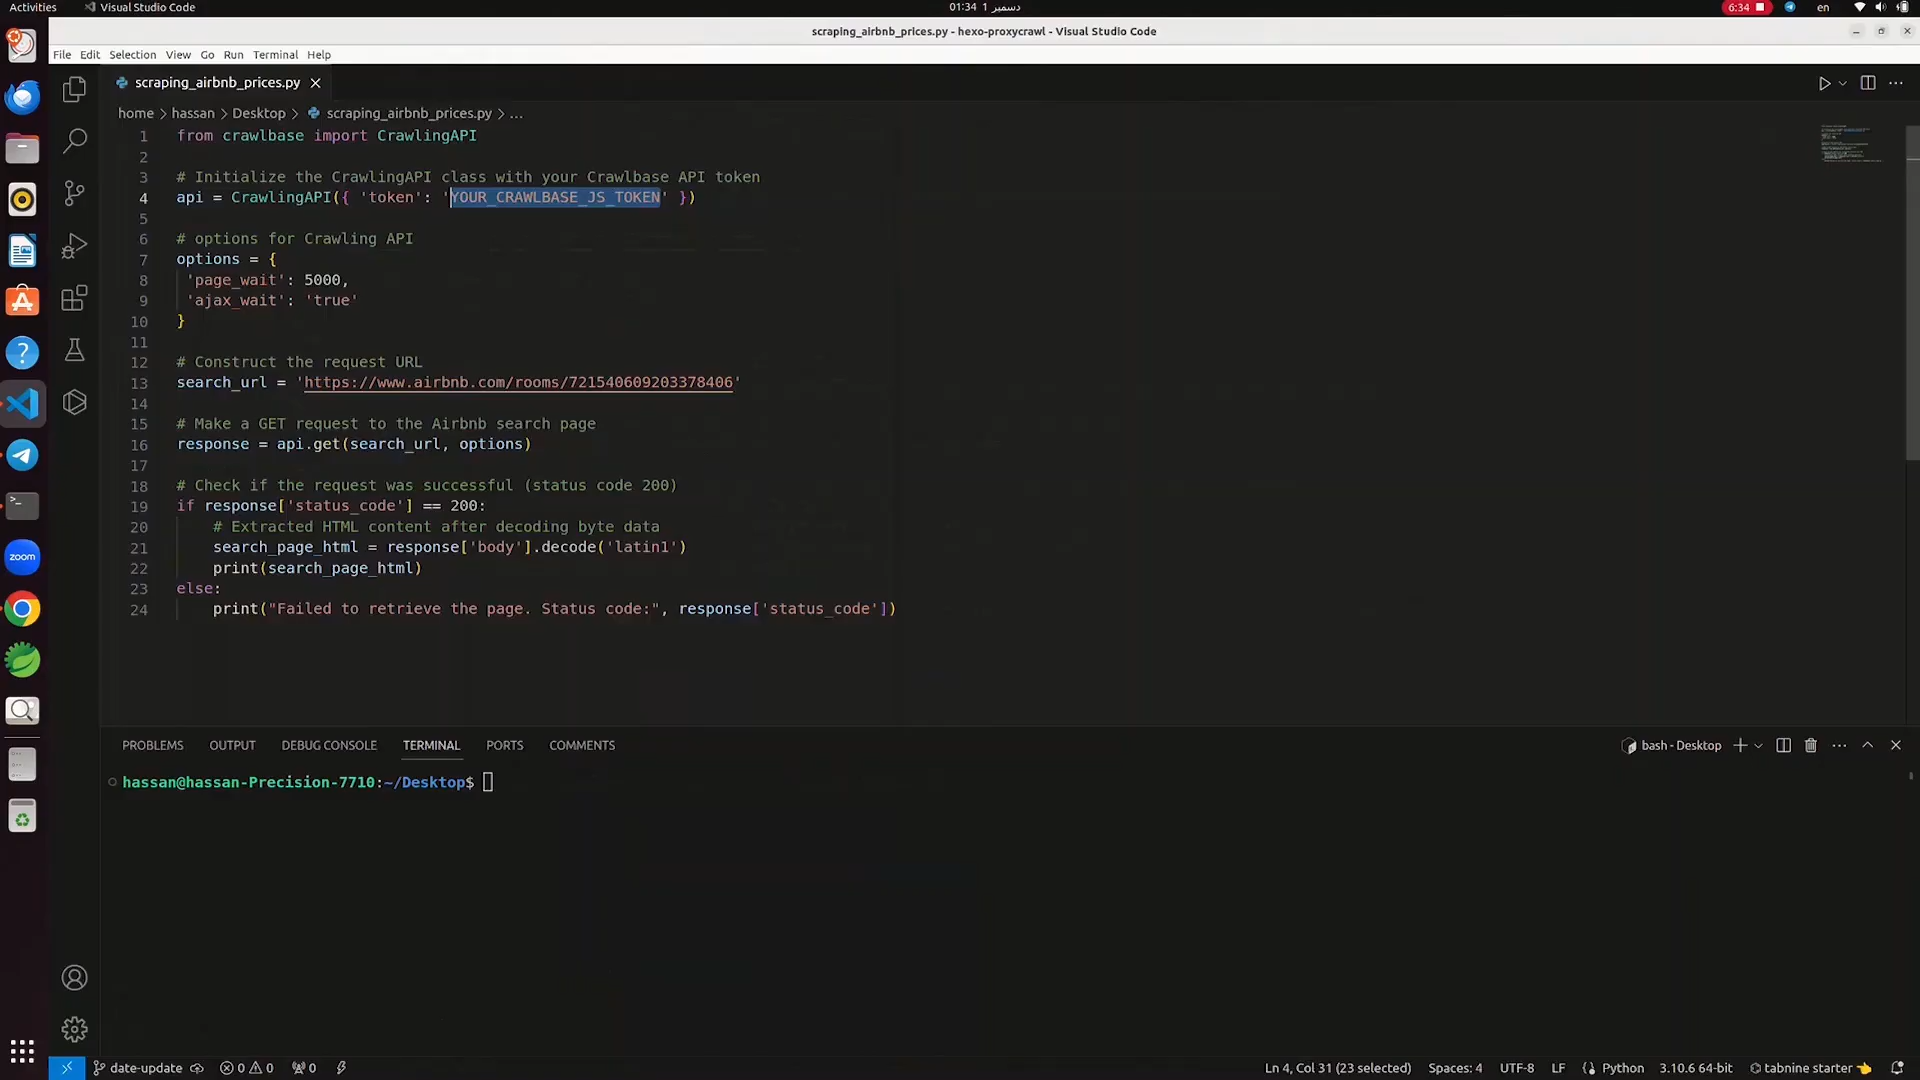 Activities Visual Studio Code 01:34 1 دسمبر 6:34 en
scraping_airbnb_prices.py - hexo-proxycrawl - Visual Studio Code
File Edit Selection View Go Run Terminal Help
scraping_airbnb_prices.py
home > hassan > Desktop > scraping_airbnb_prices.py > ...
1 from crawlbase import CrawlingAPI
2
3 # Initialize the CrawlingAPI class with your Crawlbase API token
4 api = CrawlingAPI({ 'token': 'YOUR_CRAWLBASE_JS_TOKEN' })
5
6 # options for Crawling API
7 options = {
8 'page_wait': 5000,
9 'ajax_wait': 'true'
10 }
11
12 # Construct the request URL
13 search_url = 'https://www.airbnb.com/rooms/721540609203378406'
14
15 # Make a GET request to the Airbnb search page
16 response = api.get(search_url, options)
17
18 # Check if the request was successful (status code 200)
19 if response['status_code'] == 200:
20 # Extracted HTML content after decoding byte data
21 search_page_html = response['body'].decode('latin1')
22 print(search_page_html)
23 else:
24 print("Failed to retrieve the page. Status code:", response['status_code'])
zoom
PROBLEMS OUTPUT DEBUG CONSOLE TERMINAL PORTS COMMENTS bash - Desktop
hassan@hassan-Precision-7710:~/Desktop$
date-update 0 0 0 Ln 4, Col 31 (23 selected) Spaces: 4 UTF-8 LF Python 3.10.6 64-bit tabnine starter